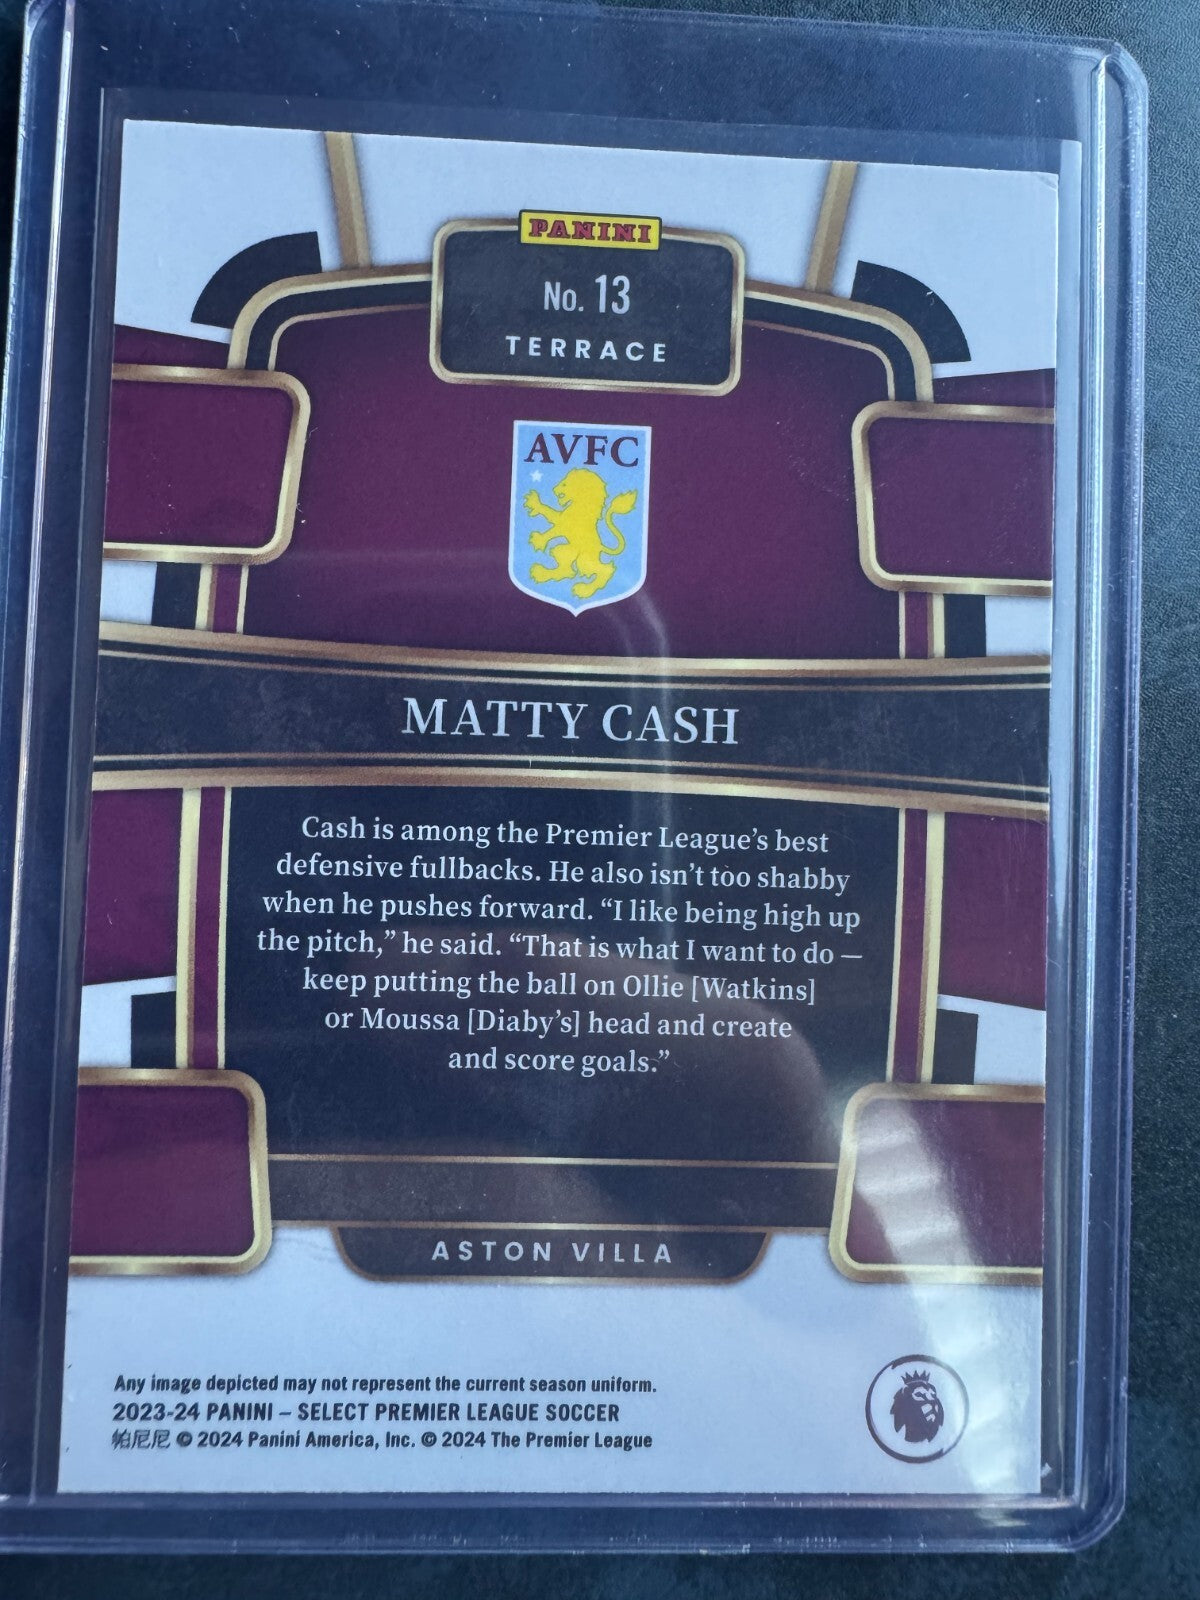 PANINI
No. 13
TERRACE
AVFC
MATTY CASH
Cash is among the Premier League's best
defensive fullbacks. He also isn't too shabby
when he pushes forward. “I like being high up
the pitch,” he said. “That is what I want to do —
keep putting the ball on Ollie [Watkins]
or Moussa [Diaby's] head and create
and score goals.”
ASTON VILLA
Any image depicted may not represent the current season uniform.
2023-24 PANINI – SELECT PREMIER LEAGUE SOCCER
帕尼尼 © 2024 Panini America, Inc. © 2024 The Premier League